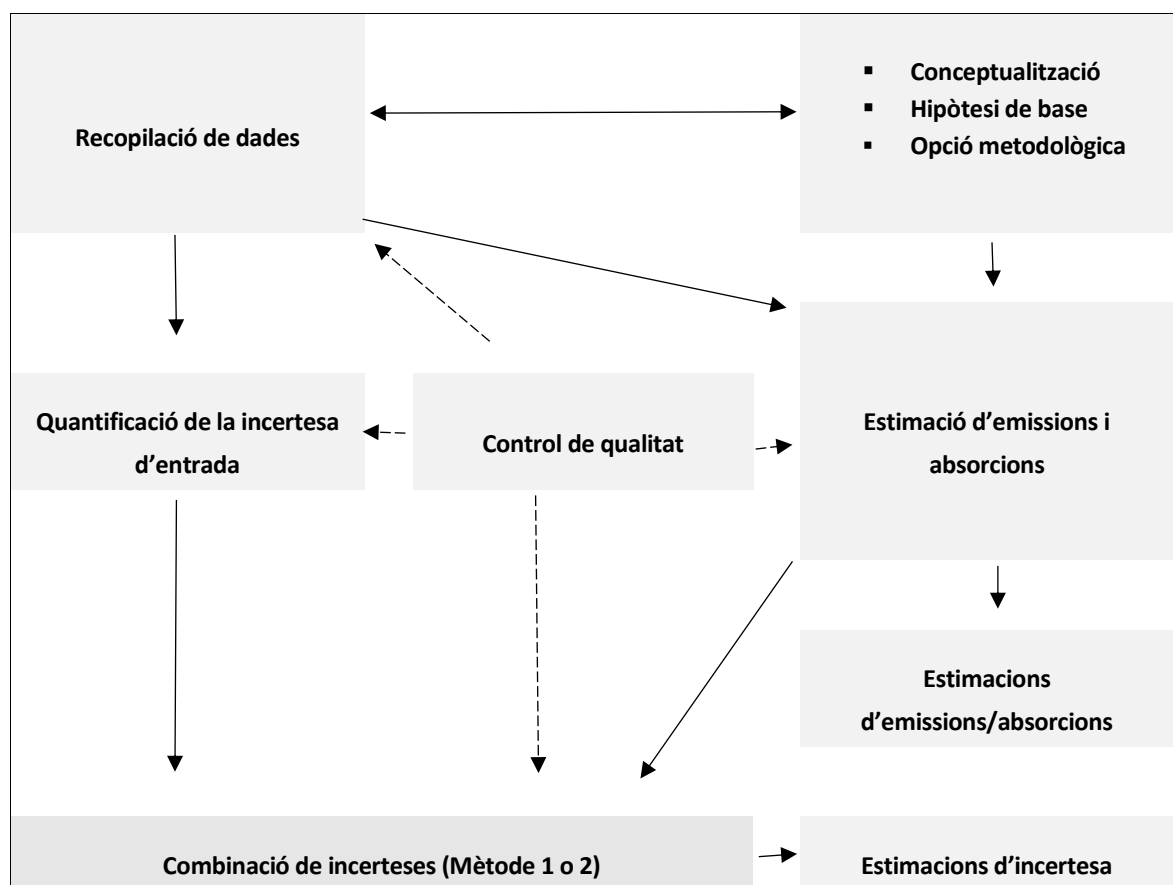 Recopilació de dades
▪ Conceptualització
▪ Hipòtesi de base
▪ Opció metodològica
Quantificació de la incertesa
d’entrada
Control de qualitat
Estimació d’emissions i
absorcions
Estimacions
d’emissions/absorcions
Combinació de incerteses (Mètode 1 o 2)
Estimacions d’incertesa